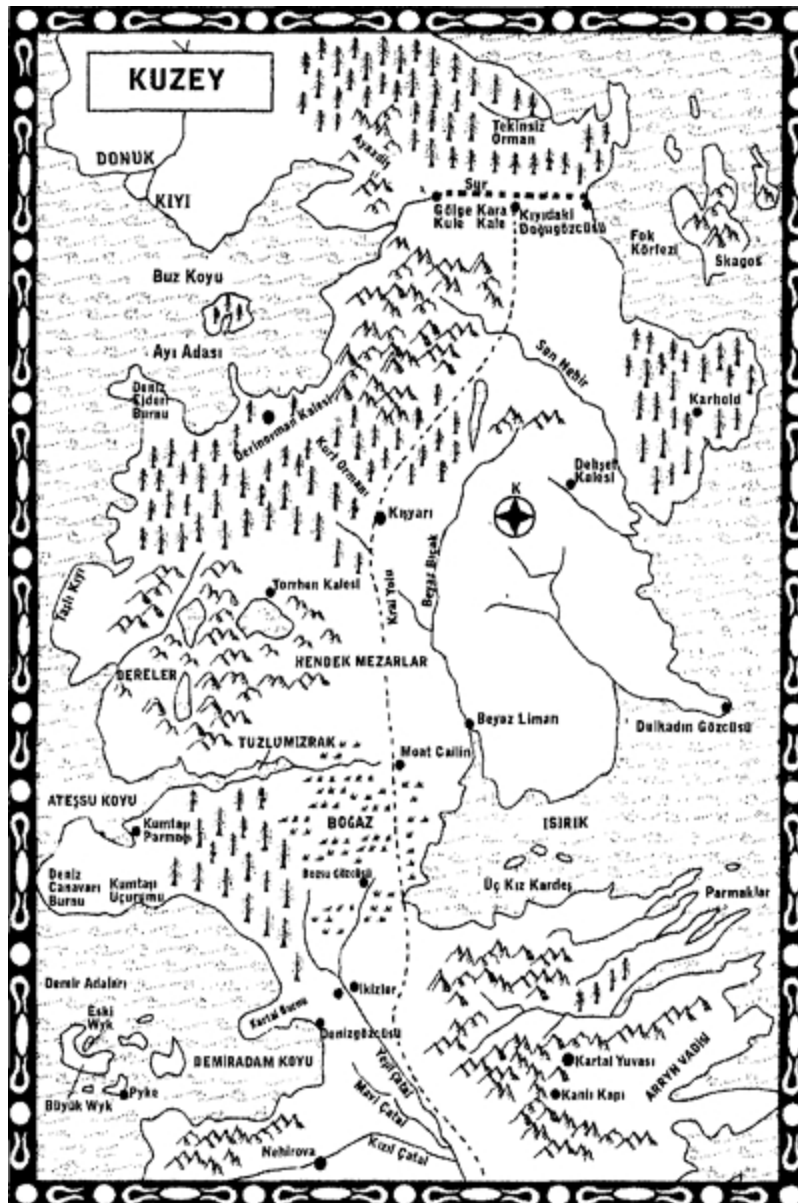 KUZEY
Tekinsiz
Orman
DONUK
KIYI
Ayazdiş
Sur
Gölge Kara
Kule Kale
Kıyıdaki
Doğugözcüsü
Fok
Körfezi
Skagos
Buz Koyu
Ayı Adası
Deniz
Ejderi
Burnu
Derinorman Kalesi
Kurt Ormanı
Son Nehir
Karhold
Dehşet
Kalesi
K
Kışyarı
Taşlı Kıyı
Torrhen Kalesi
Kral Yolu
Beyaz Bıçak
DERELER
HENDEK MEZARLAR
Beyaz Liman
Dulkadın Gözcüsü
TUZLUMIZRAK
Moat Cailin
ATEŞSU KOYU
Kumtaşı
Parmağı
BOĞAZ
ISIRIK
Deniz
Canavarı
Burnu
Kumtaşı
Uçurumu
Bozsu Gözcüsü
Üç Kız Kardeş
Parmaklar
Demir Adaları
İkizler
Eski
Wyk
Kartal Burnu
Denizgözcüsü
DEMİRADAM KOYU
Büyük Wyk
Pyke
Yeşil Çatal
Mavi Çatal
Kartal Yuvası
Kanlı Kapı
ARRYN VADİSİ
Nehirova
Kızıl Çatal